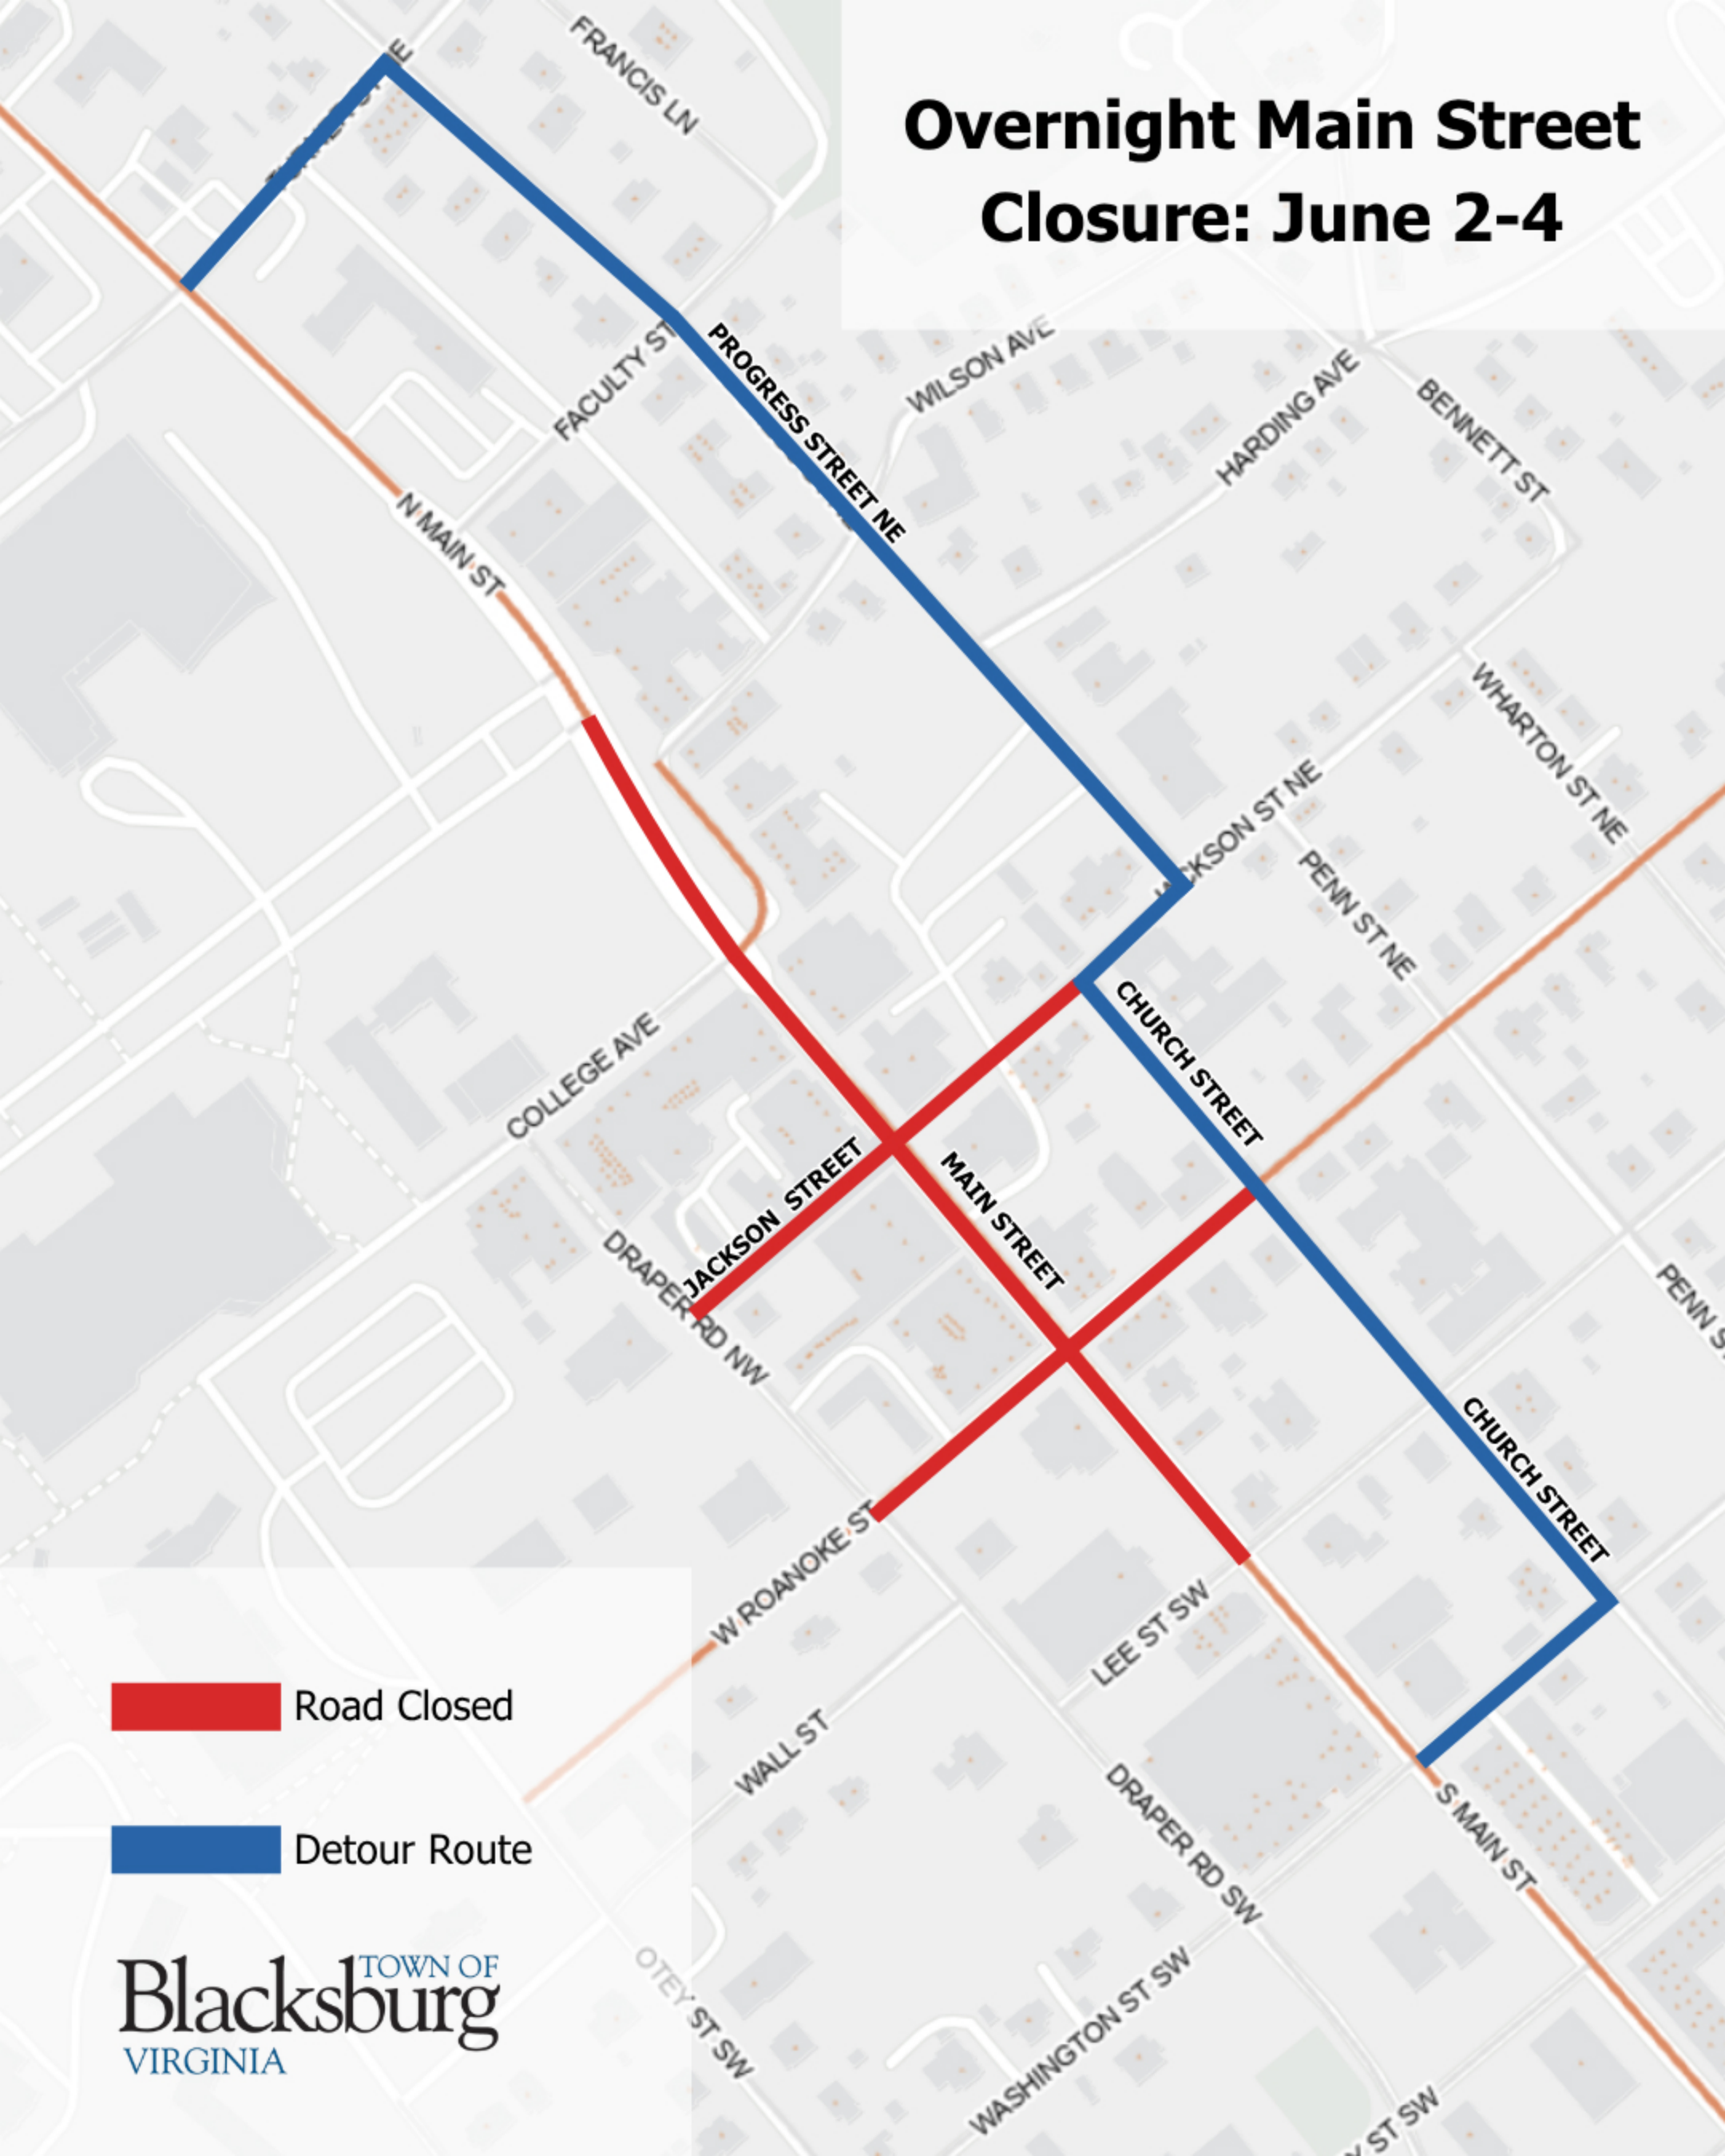 Overnight Main Street
Closure: June 2-4
FRANCIS LN
FACULTY ST
PROGRESS STREET NE
WILSON AVE
HARDING AVE
BENNETT ST
N MAIN ST
WHARTON ST NE
PENN ST NE
CHURCH STREET
COLLEGE AVE
JACKSON STREET
MAIN STREET
DRAPER RD NW
PENN S
CHURCH STREET
W ROANOKE ST
LEE ST SW
WALL ST
DRAPER RD SW
S MAIN ST
OTEY ST SW
WASHINGTON ST SW
ST SW
Road Closed
Detour Route
TOWN OF
Blacksburg
VIRGINIA